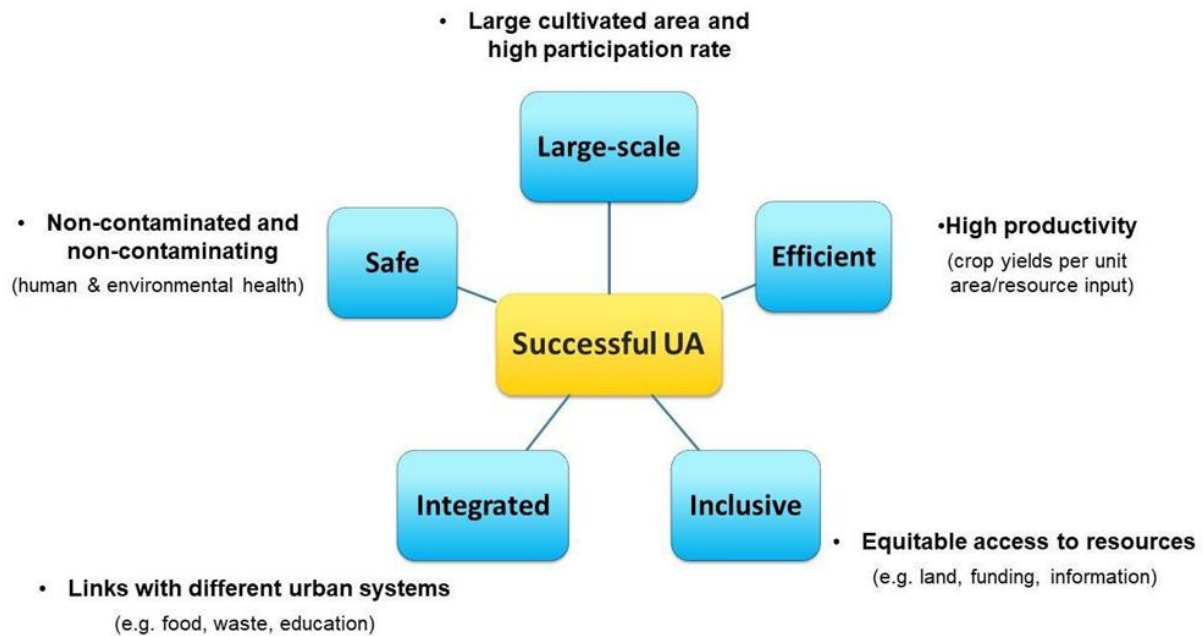 • Large cultivated area and
high participation rate
Large-scale
• Non-contaminated and
non-contaminating
(human & environmental health)
Safe
Efficient
•High productivity
(crop yields per unit
area/resource input)
Successful UA
Integrated
Inclusive
• Links with different urban systems
(e.g. food, waste, education)
• Equitable access to resources
(e.g. land, funding, information)